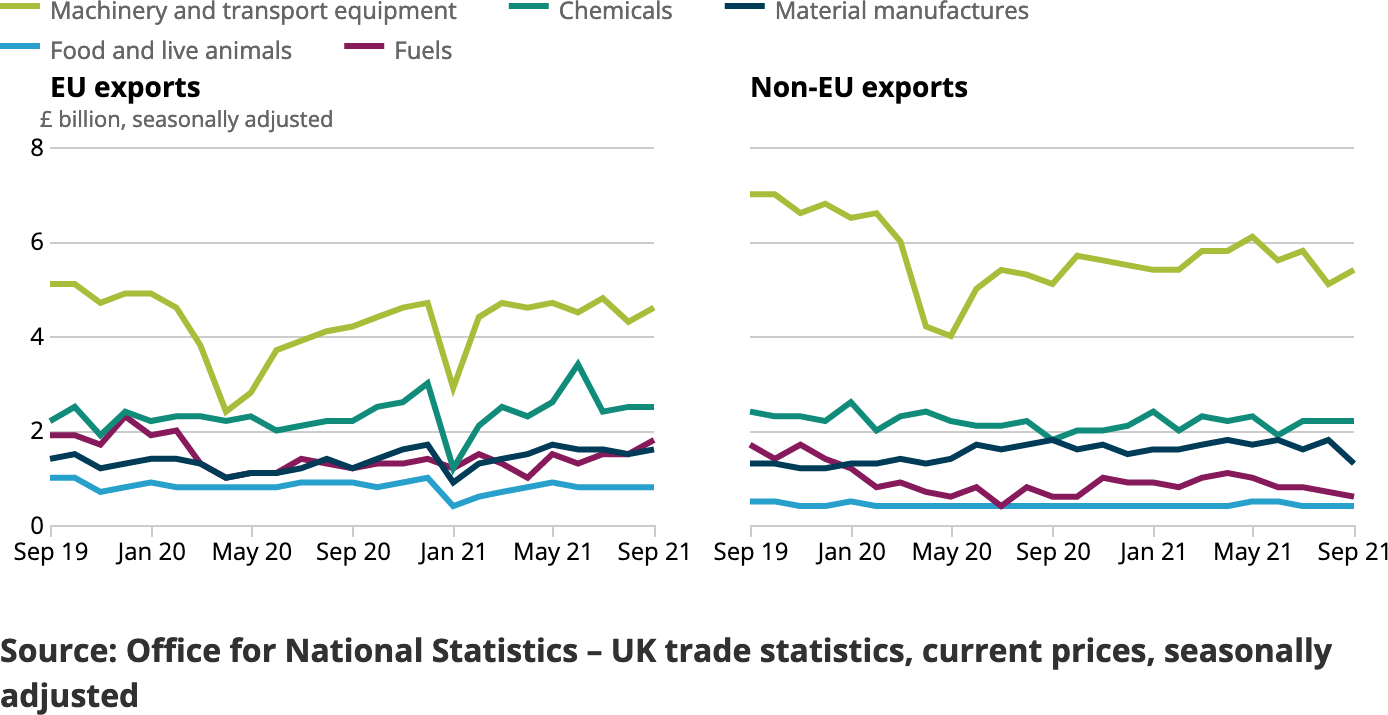 Machinery and transport equipment Chemicals Material manufactures
Food and live animals Fuels
EU exports Non-EU exports
£ billion, seasonally adjusted
8
6
4
2
0
Sep 19 Jan 20 May 20 Sep 20 Jan 21 May 21 Sep 21 Sep 19 Jan 20 May 20 Sep 20 Jan 21 May 21 Sep 21
Source: Office for National Statistics – UK trade statistics, current prices, seasonally
adjusted